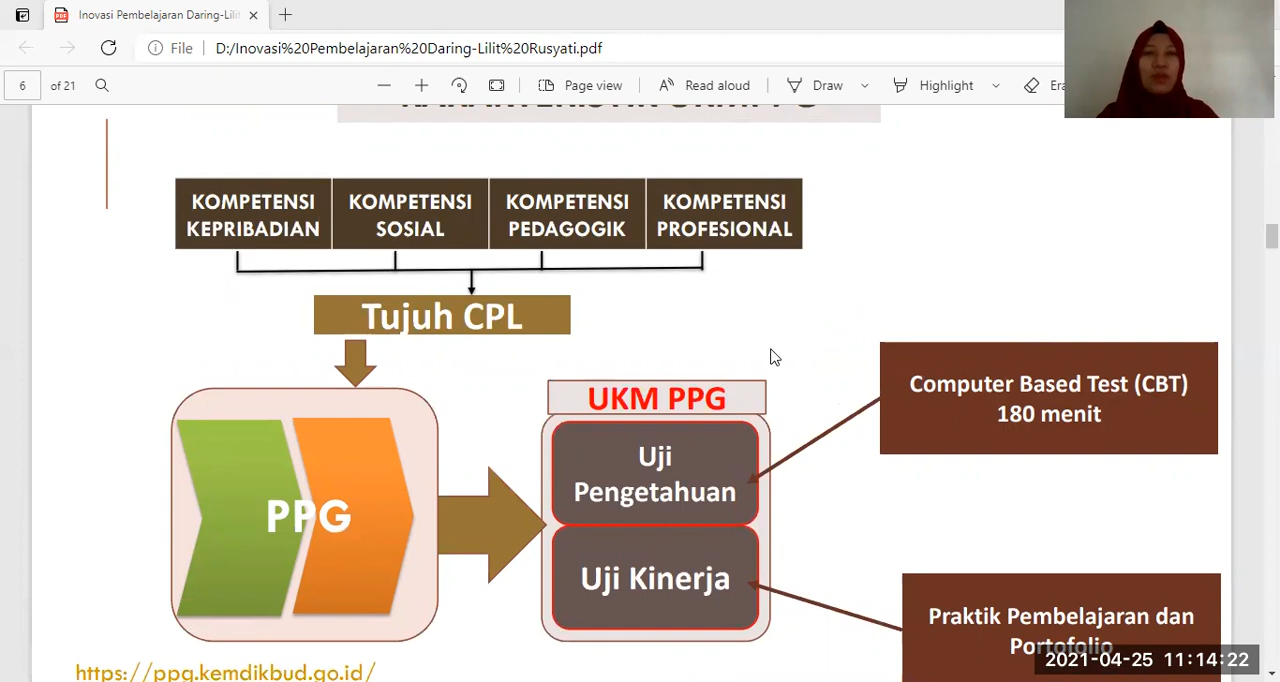 Inovasi Pembelajaran Daring-Lilit
File
D:/Inovasi%20Pembelajaran%20Daring-Lilit%20Rusyati.pdf
6 of 21
Page view
Read aloud
Draw
Highlight
Era
KARAKTERISTIK UKMPPG
KOMPETENSI
KEPRIBADIAN
KOMPETENSI
SOSIAL
KOMPETENSI
PEDAGOGIK
KOMPETENSI
PROFESIONAL
Tujuh CPL
PPG
UKM PPG
Uji
Pengetahuan
Uji Kinerja
Computer Based Test (CBT)
180 menit
Praktik Pembelajaran dan
Portofolio
https://ppg.kemdikbud.go.id/
2021-04-25 11:14:22